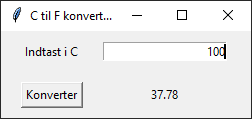 C til F konvert...
Indtast i C 100
Konverter 37.78